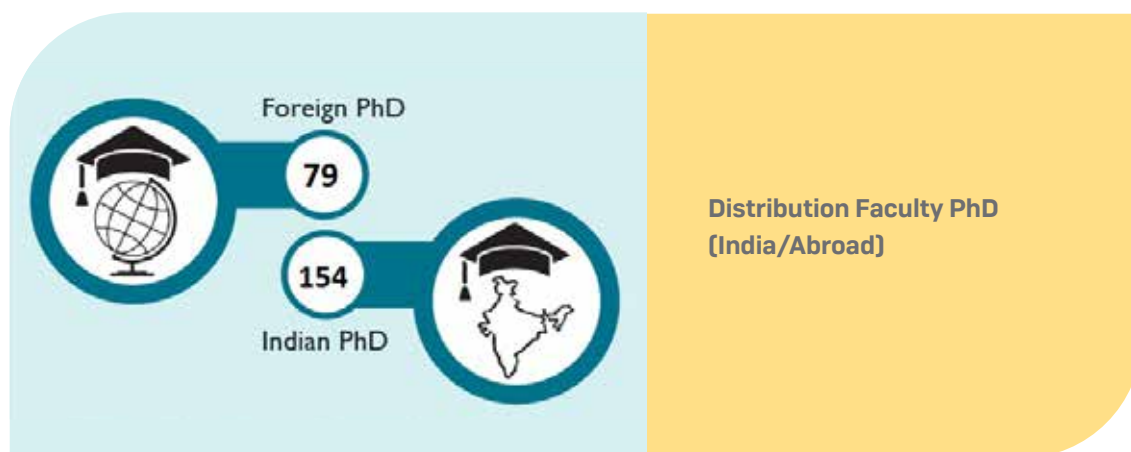 Foreign PhD
79
154
Indian PhD
Distribution Faculty PhD
(India/Abroad)